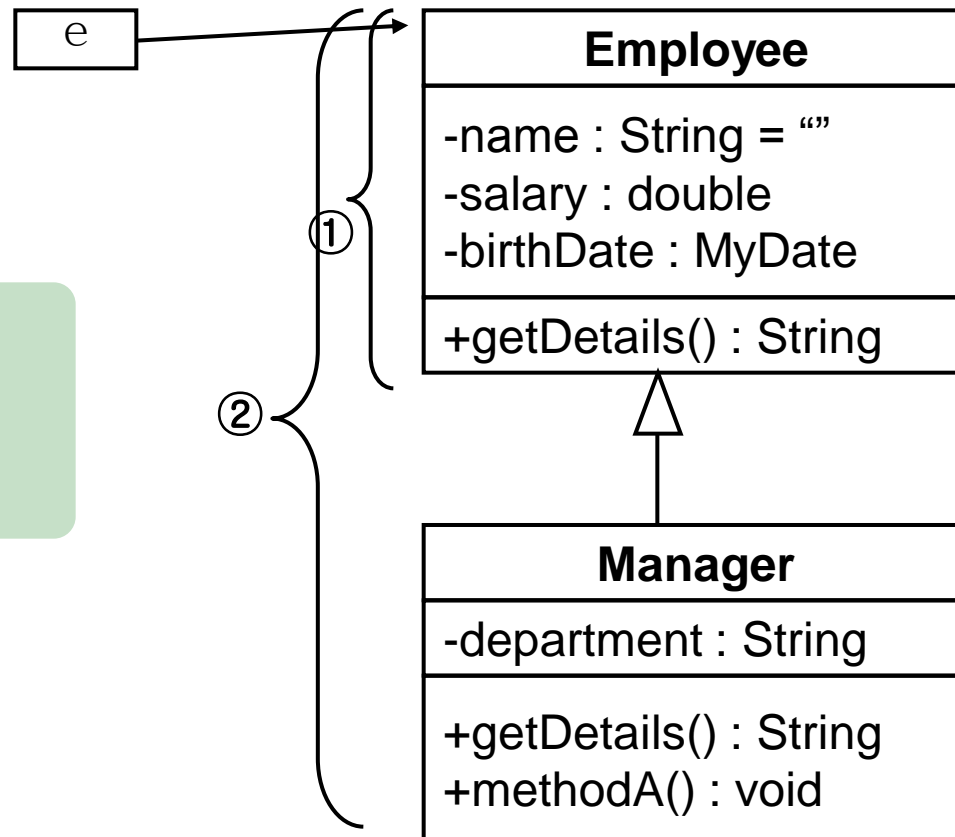 e
Employee
-name : String = “”
-salary : double
-birthDate : MyDate
①
+getDetails() : String
②
Manager
-department : String
+getDetails() : String
+methodA() : void